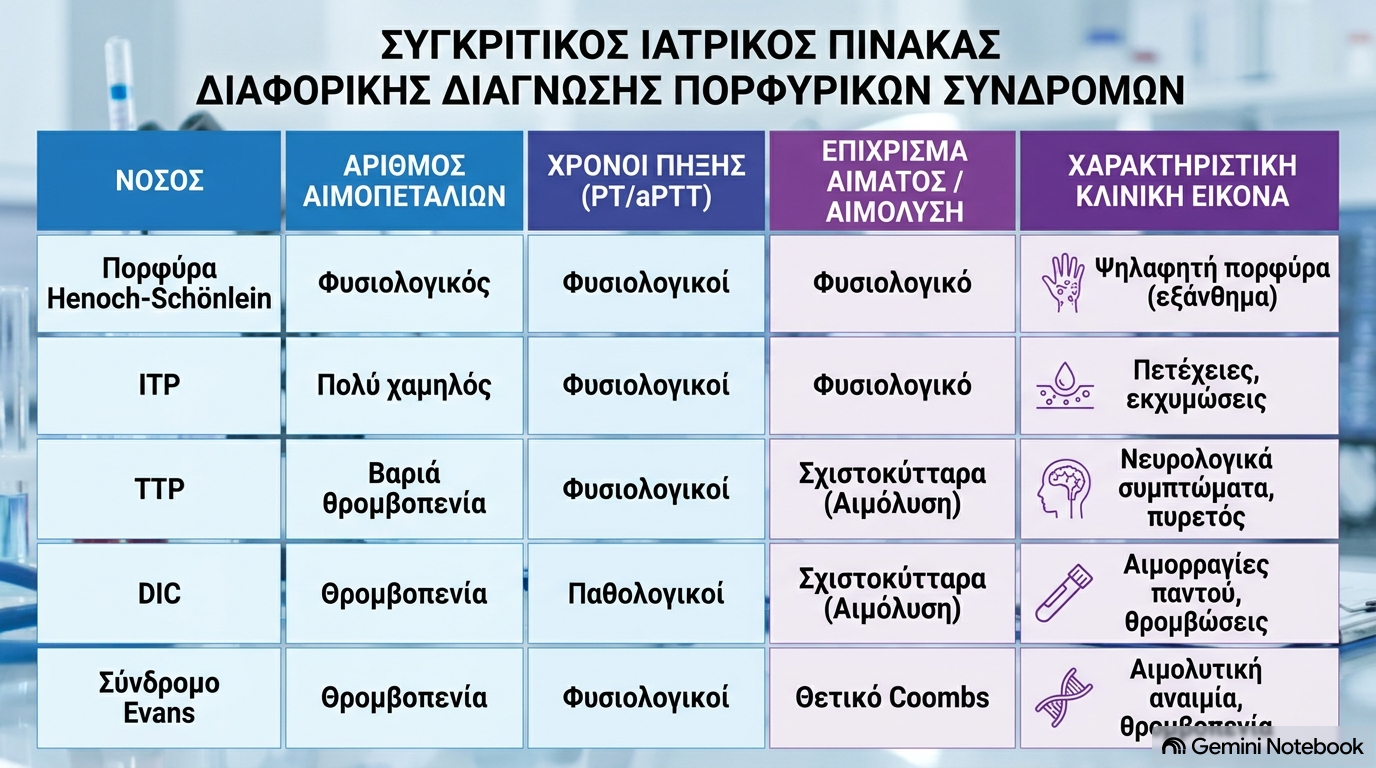 ΣΥΓΚΡΙΤΙΚΟΣ ΙΑΤΡΙΚΟΣ ΠΙΝΑΚΑΣ
ΔΙΑΦΟΡΙΚΗΣ ΔΙΑΓΝΩΣΗΣ ΠΟΡΦΥΡΙΚΩΝ ΣΥΝΔΡΟΜΩΝ
ΝΟΣΟΣ
ΑΡΙΘΜΟΣ
ΑΙΜΟΠΕΤΑΛΙΩΝ
ΧΡΟΝΟΙ ΠΗΞΗΣ
(PT/aPTT)
ΕΠΙΧΡΙΣΜΑ
ΑΙΜΑΤΟΣ /
ΑΙΜΟΛΥΣΗ
ΧΑΡΑΚΤΗΡΙΣΤΙΚΗ
ΚΛΙΝΙΚΗ ΕΙΚΟΝΑ
Πορφύρα
Henoch-Schönlein
Φυσιολογικός
Φυσιολογικοί
Φυσιολογικό
Ψηλαφητή πορφύρα
(εξάνθημα)
ITP
Πολύ χαμηλός
Φυσιολογικοί
Φυσιολογικό
Πετέχειες,
εκχυμώσεις
TTP
Βαριά
θρομβοπενία
Φυσιολογικοί
Σχιστοκύτταρα
(Αιμόλυση)
Νευρολογικά
συμπτώματα,
πυρετός
DIC
Θρομβοπενία
Παθολογικοί
Σχιστοκύτταρα
(Αιμόλυση)
Αιμορραγίες
παντού,
θρομβώσεις
Σύνδρομο
Evans
Θρομβοπενία
Φυσιολογικοί
Θετικό Coombs
Αιμολυτική
αναιμία,
θρομβοπενία
Gemini Notebook